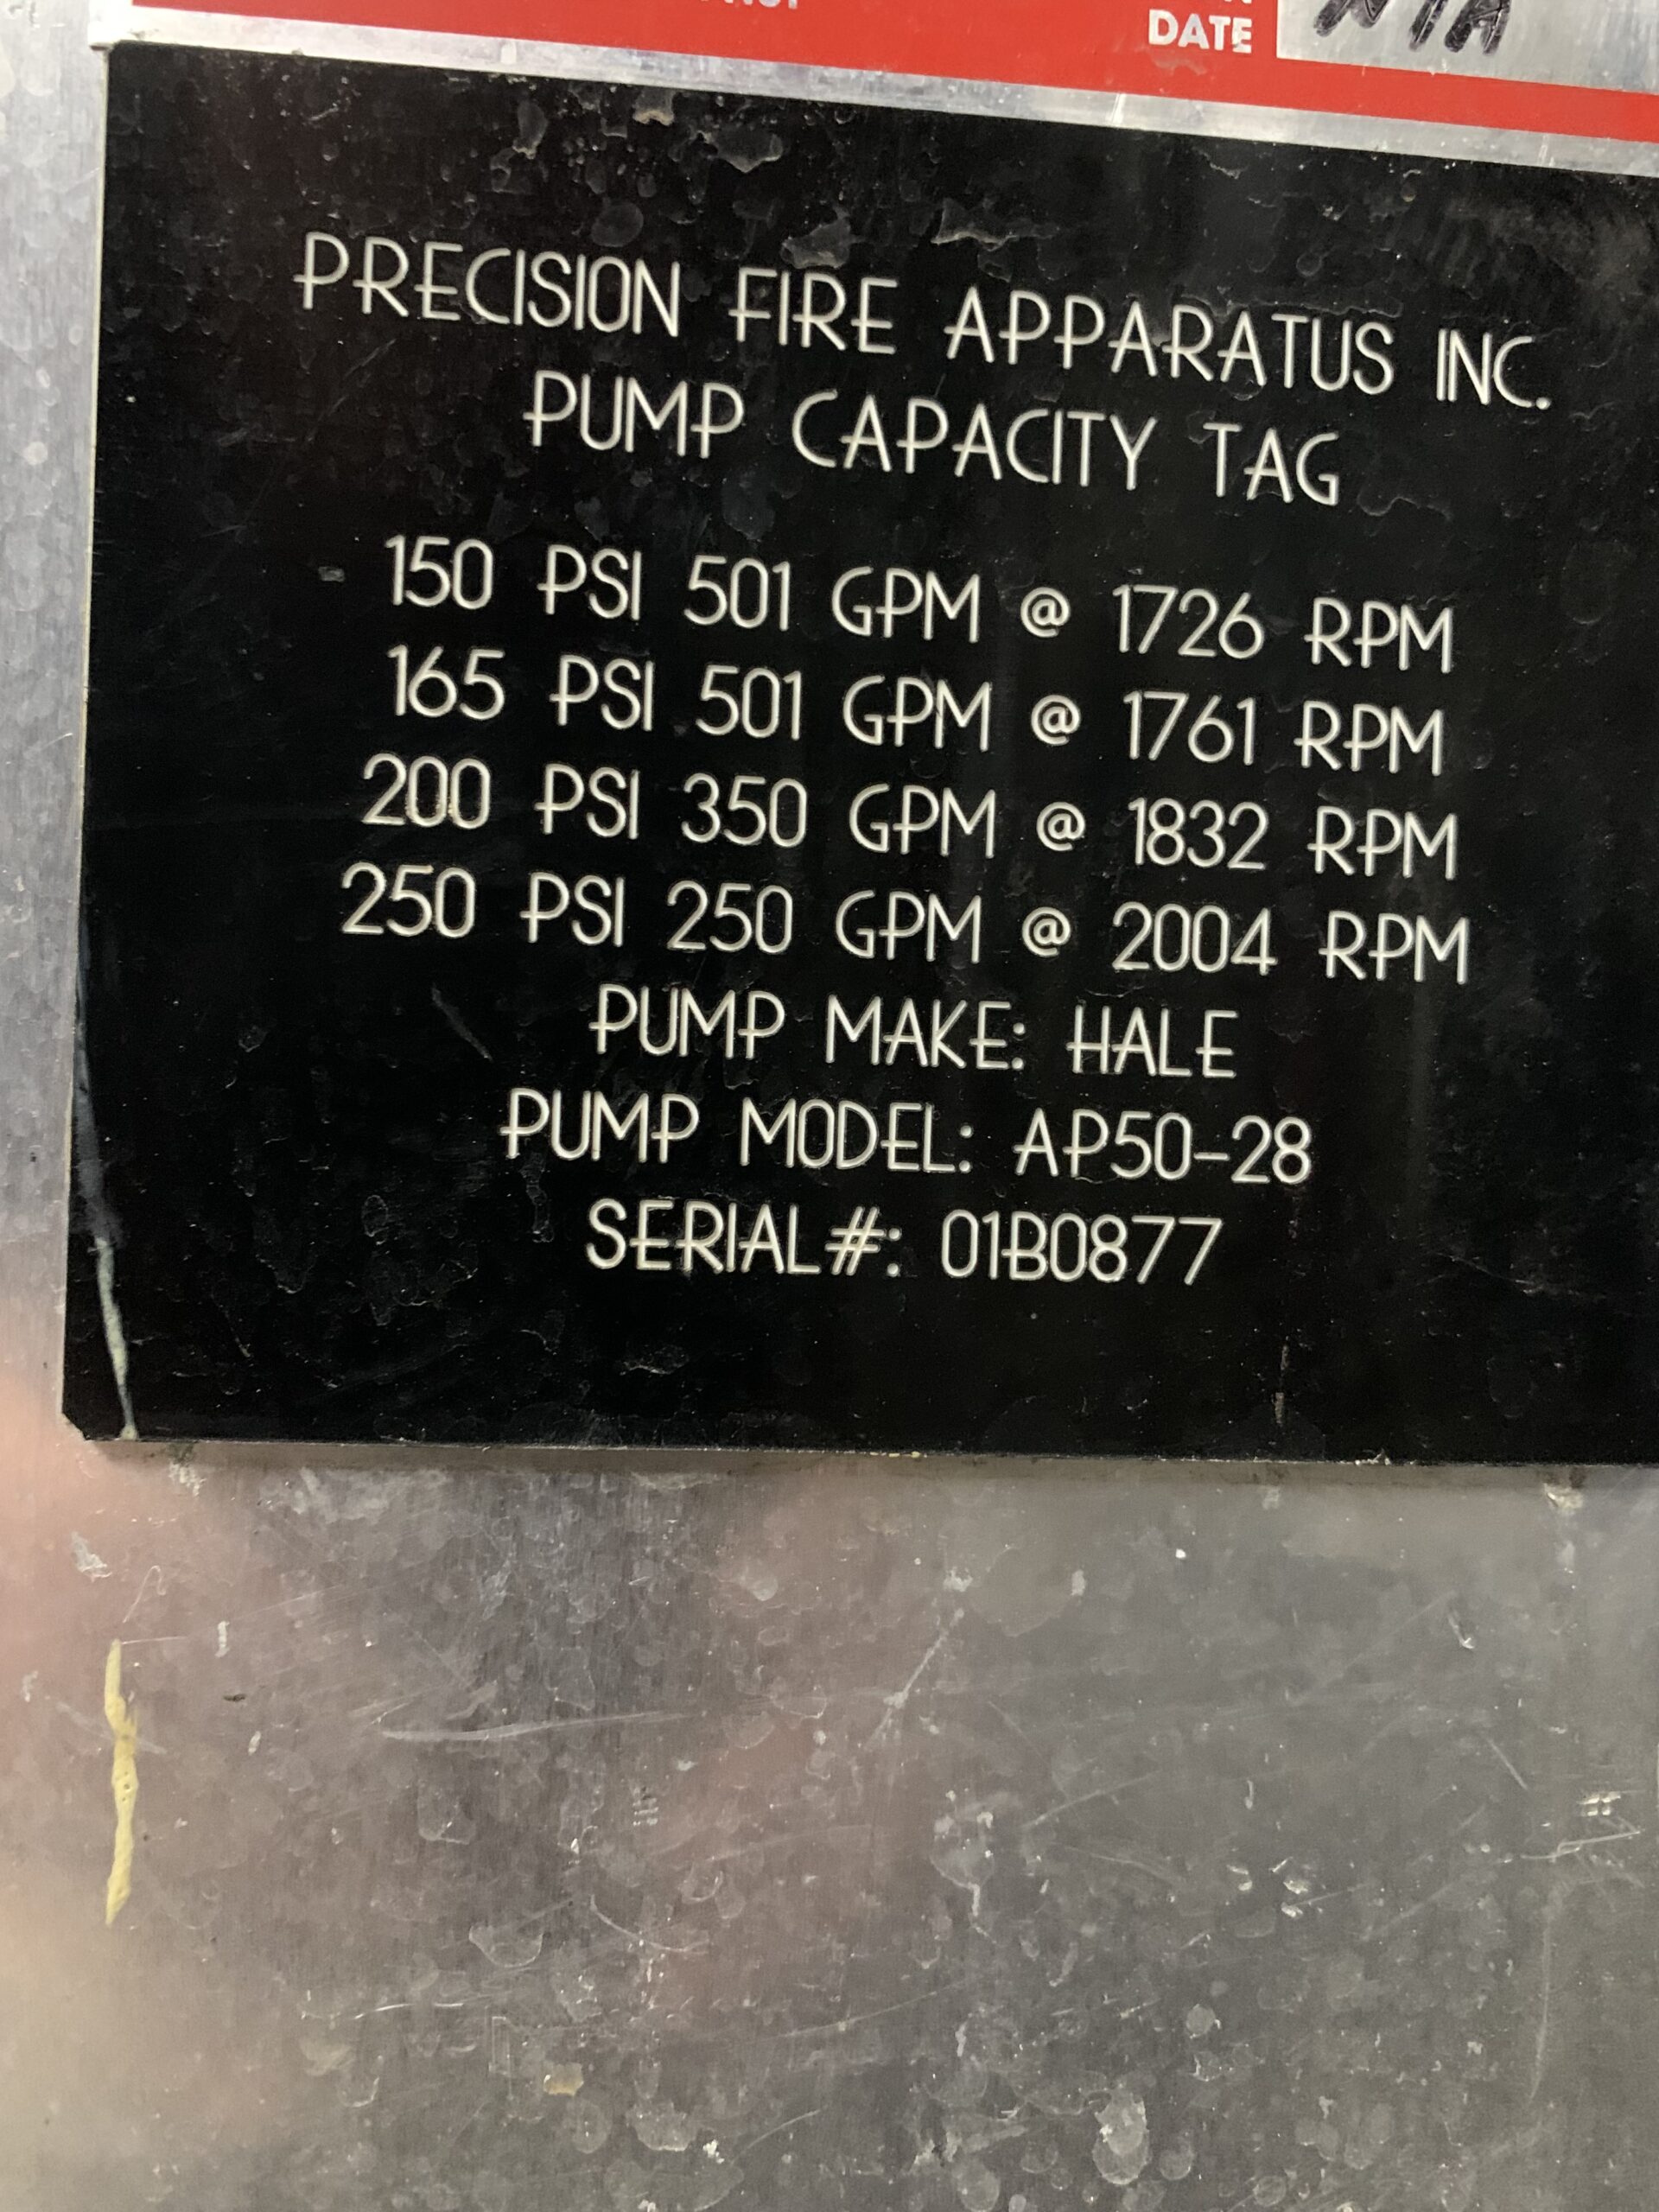 DATE
N/A
PRECISION FIRE APPARATUS INC.
PUMP CAPACITY TAG
150 PSI 501 GPM @ 1726 RPM
165 PSI 501 GPM @ 1761 RPM
200 PSI 350 GPM @ 1832 RPM
250 PSI 250 GPM @ 2004 RPM
PUMP MAKE: HALE
PUMP MODEL: AP50-28
SERIAL#: 01B0877